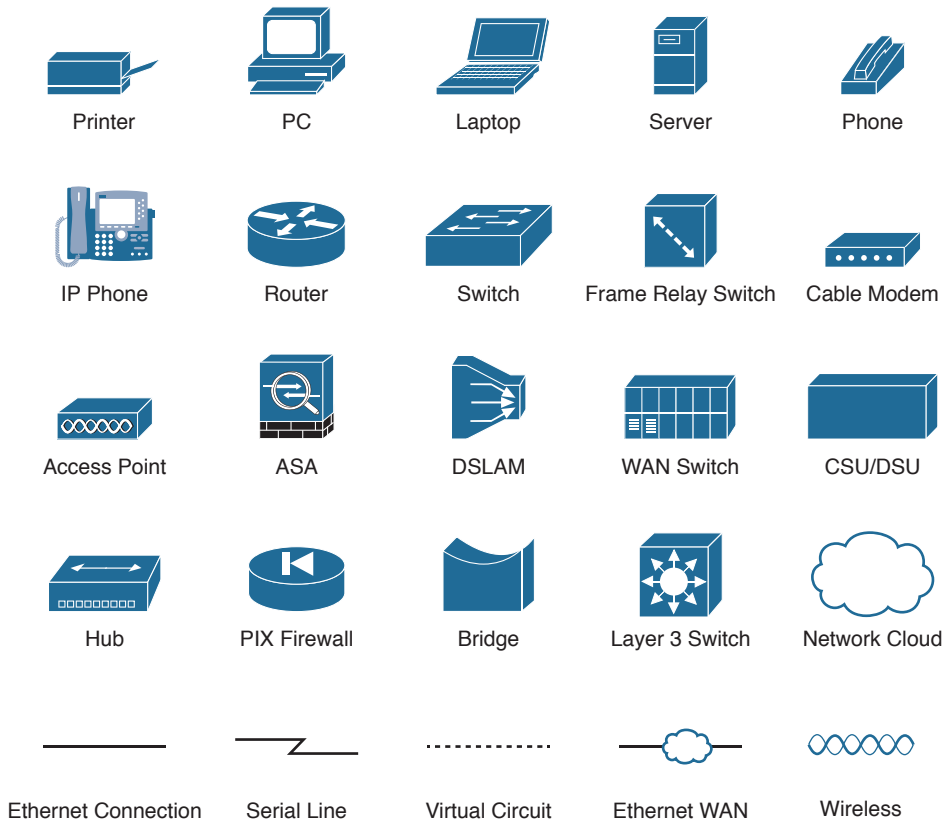 Printer
PC
Laptop
Server
Phone
IP Phone
Router
Switch
Frame Relay Switch
Cable Modem
Access Point
ASA
DSLAM
WAN Switch
CSU/DSU
Hub
PIX Firewall
Bridge
Layer 3 Switch
Network Cloud
Ethernet Connection
Serial Line
Virtual Circuit
Ethernet WAN
Wireless